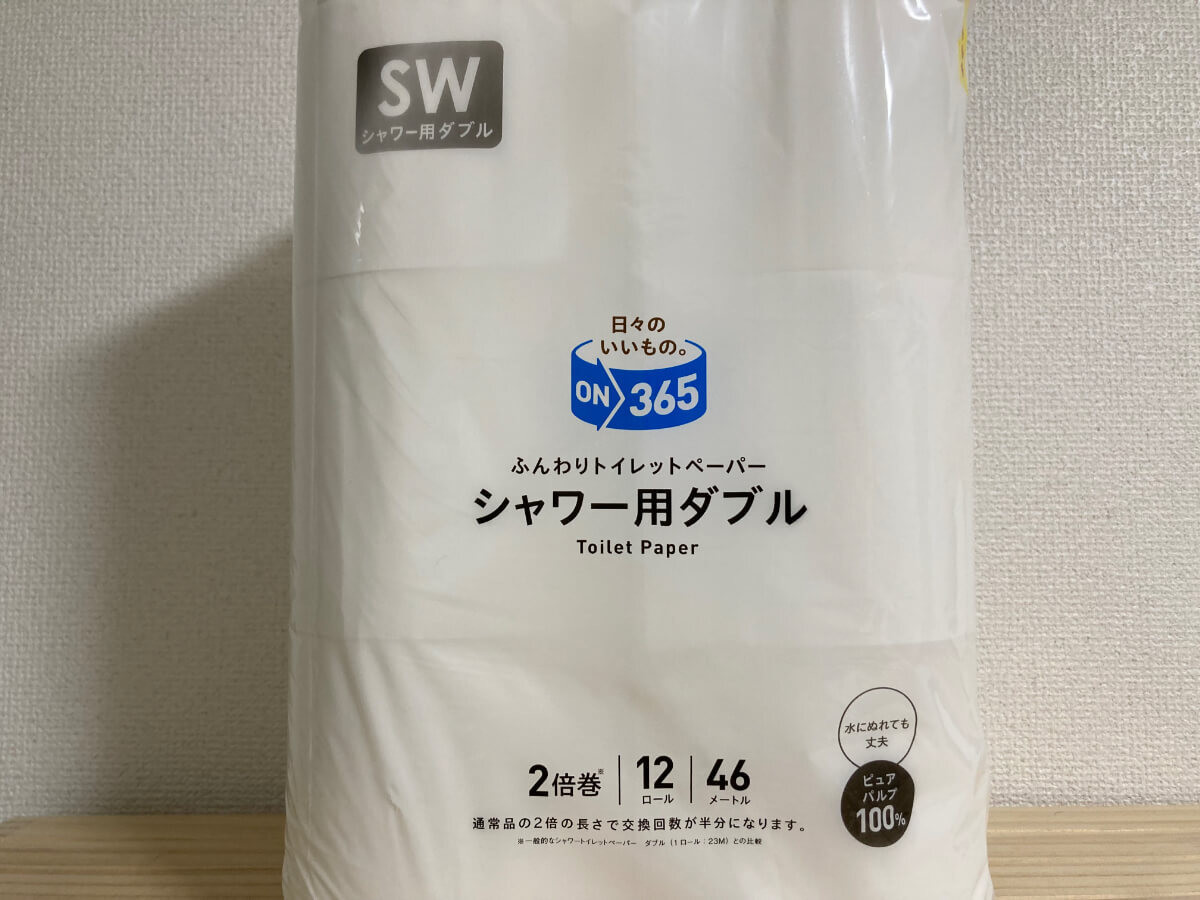 SW
シャワー用ダブル
日々の
いいもの。
ON 365
ふんわりトイレットペーパー
シャワー用ダブル
Toilet Paper
2倍巻※
12
ロール
46
メートル
通常品の2倍の長さで交換回数が半分になります。
※一般的なシャワートイレットペーパー ダブル(1ロール:23M)との比較
水にぬれても
丈夫
ピュア
パルプ
100%